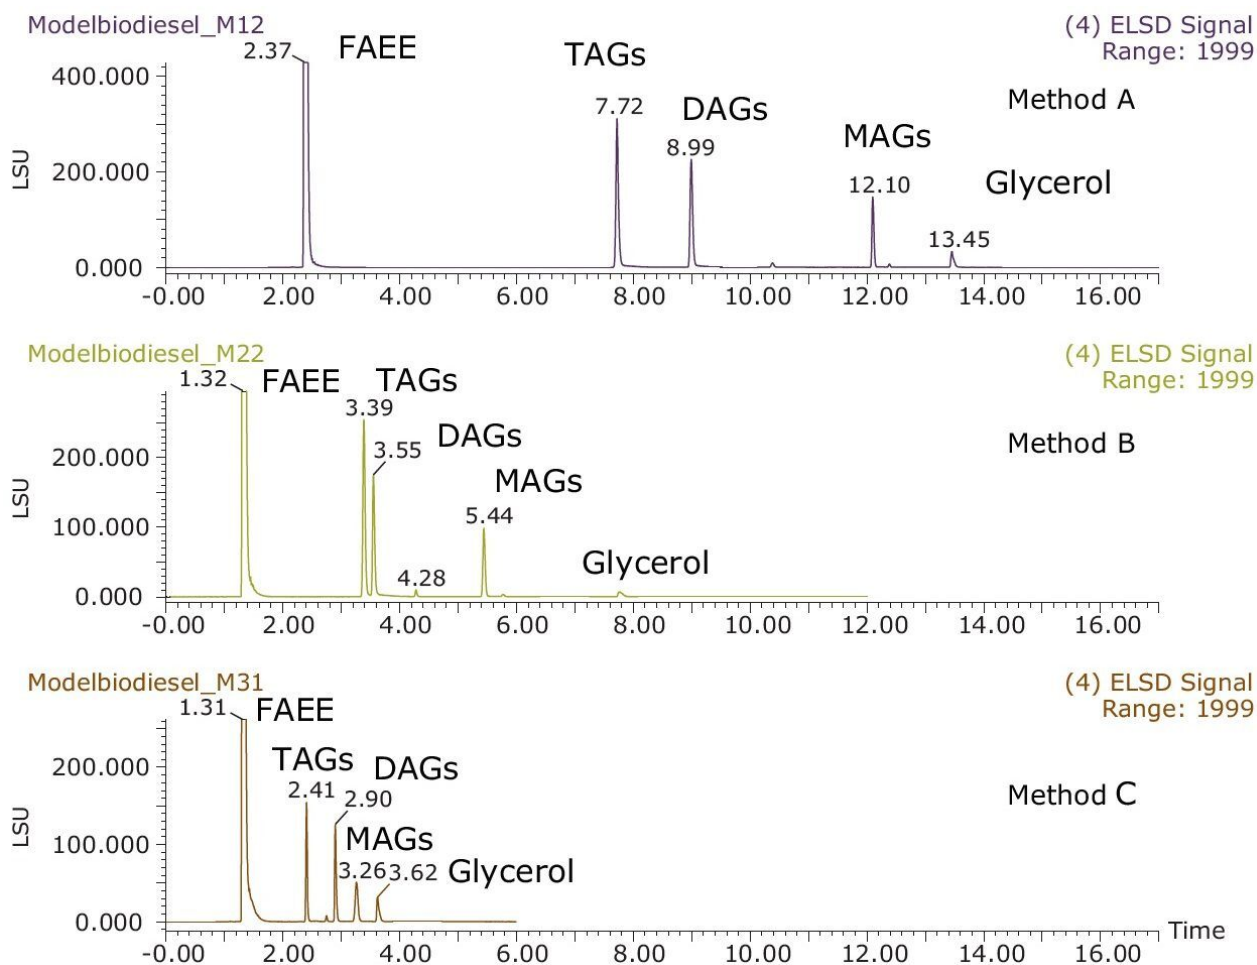 Modelbiodiesel_M12
(4) ELSD Signal
Range: 1999
Method A
2.37
FAEE
TAGs
7.72
DAGs
8.99
MAGs
12.10
Glycerol
13.45
LSU
400.000
200.000
0.000
-0.00 2.00 4.00 6.00 8.00 10.00 12.00 14.00 16.00
Modelbiodiesel_M22
(4) ELSD Signal
Range: 1999
Method B
1.32
FAEE
TAGs
3.39
DAGs
3.55
MAGs
5.44
4.28
Glycerol
LSU
200.000
100.000
0.000
-0.00 2.00 4.00 6.00 8.00 10.00 12.00 14.00 16.00
Modelbiodiesel_M31
(4) ELSD Signal
Range: 1999
Method C
1.31
FAEE
TAGs
2.41
DAGs
2.90
MAGs
3.26
3.62
Glycerol
LSU
200.000
100.000
0.000
Time
-0.00 2.00 4.00 6.00 8.00 10.00 12.00 14.00 16.00